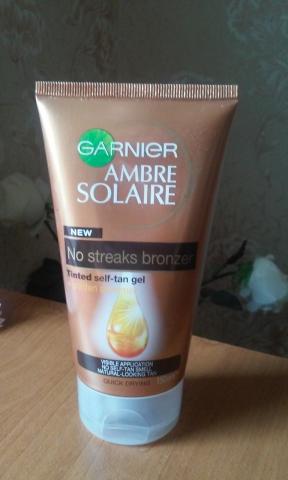 GARNIER
AMBRE
SOLAIRE
NEW
No streaks bronzer
Tinted self-tan gel
VISIBLE APPLICATION
NO SELF-TAN SMELL
NATURAL-LOOKING TAN
QUICK DRYING